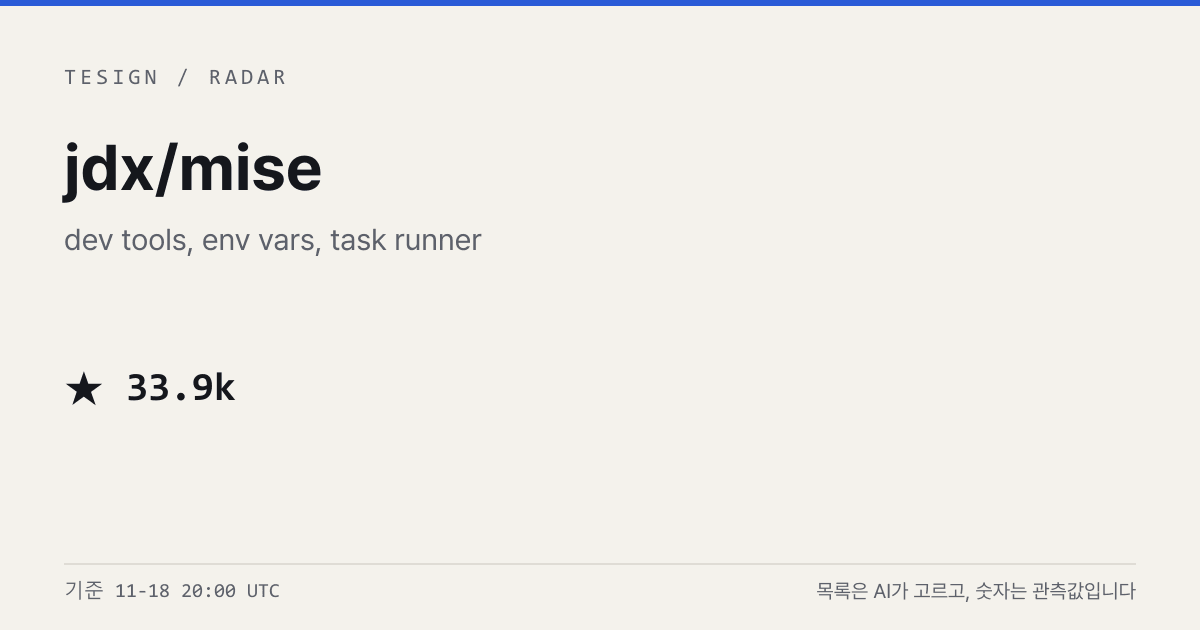 TESIGN / RADAR
jdx/mise
dev tools, env vars, task runner
★ 33.9k
기준 11-18 20:00 UTC
목록은 AI가 고르고, 숫자는 관측값입니다